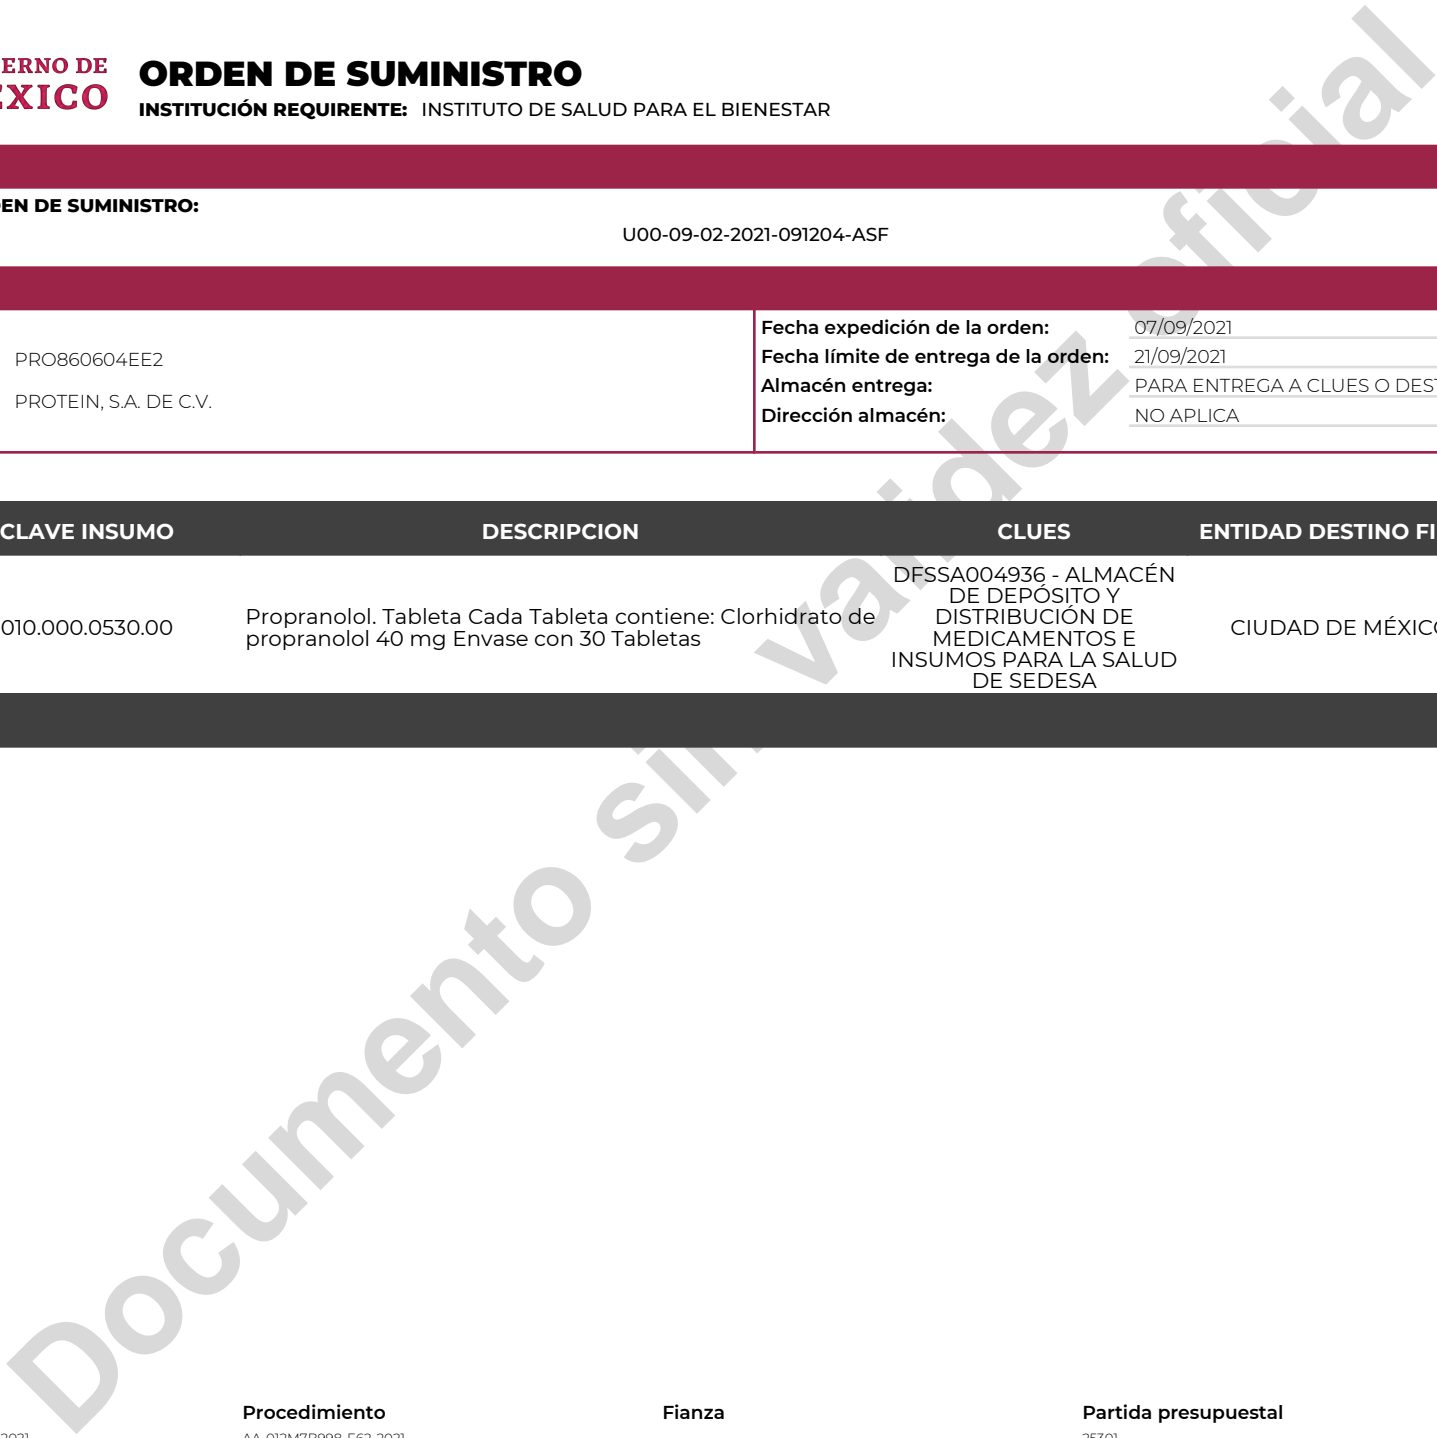 ERNO DE
ÉXICO
ORDEN DE SUMINISTRO
INSTITUCIÓN REQUIRENTE: INSTITUTO DE SALUD PARA EL BIENESTAR
EN DE SUMINISTRO:
U00-09-02-2021-091204-ASF
PRO860604EE2
PROTEIN, S.A. DE C.V.
Fecha expedición de la orden: 07/09/2021
Fecha límite de entrega de la orden: 21/09/2021
Almacén entrega: PARA ENTREGA A CLUES O DEST
Dirección almacén: NO APLICA
CLAVE INSUMO DESCRIPCION CLUES ENTIDAD DESTINO FI
010.000.0530.00
Propranolol. Tableta Cada Tableta contiene: Clorhidrato de
propranolol 40 mg Envase con 30 Tabletas
DFSSA004936 - ALMACÉN
DE DEPÓSITO Y
DISTRIBUCIÓN DE
MEDICAMENTOS E
INSUMOS PARA LA SALUD
DE SEDESA
CIUDAD DE MÉXICO
Documento sin validez oficial
Procedimiento Fianza Partida presupuestal